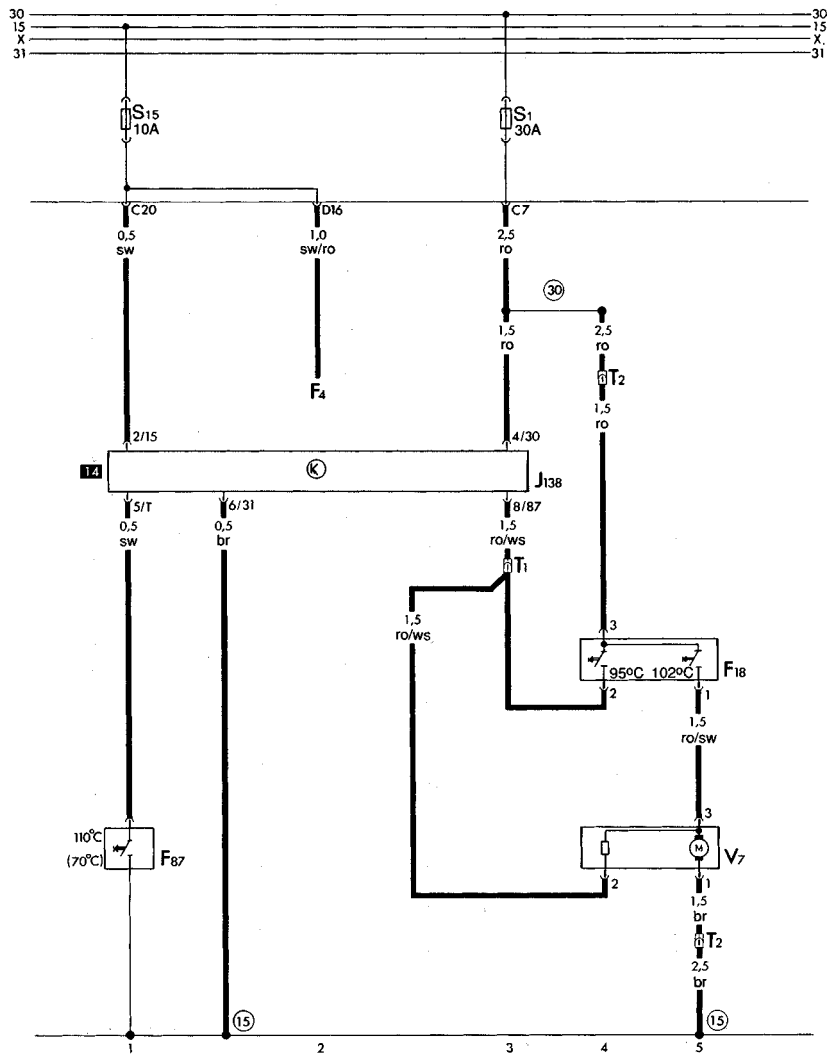 30 30
15 15
X X
31 31
S15 S1
10A 30A
C20 D16 C7
0,5 1,0 2,5
sw sw/ro ro
30
1,5 2,5
ro ro
T2
F4 1,5
ro
2/15 4/30
14 K J138
5/T 6/31 8/87
0,5 0,5 1,5
sw br ro/ws
T1
1,5
ro/ws
3
95ºC 102ºC F18
2 1
1,5
ro/sw
3
110°C
(70°C) F87
M V7
2 1
1,5
br
T2
2,5
br
15 15
1 2 3 4 5